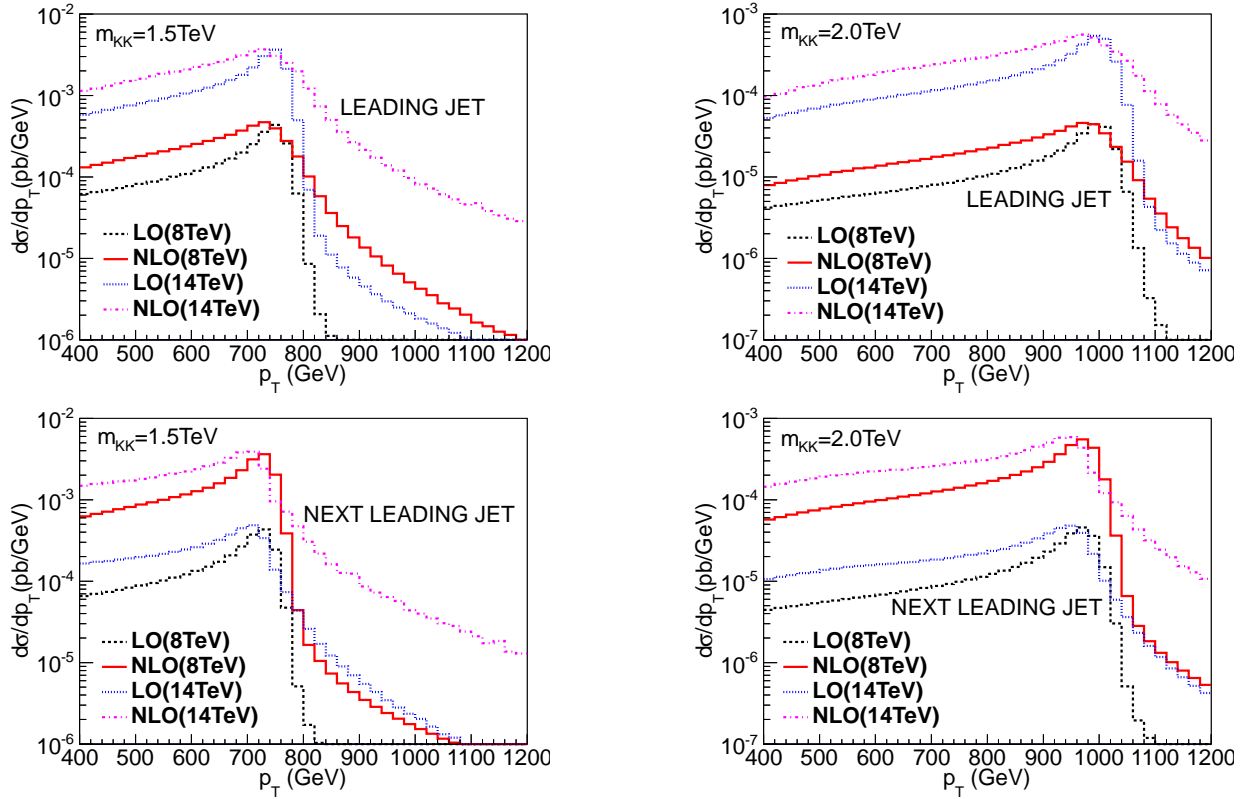 m_KK=1.5TeV
LEADING JET
LO(8TeV)
NLO(8TeV)
LO(14TeV)
NLO(14TeV)
dσ/dp_T(pb/GeV)
10^-2
10^-3
10^-4
10^-5
10^-6
400 500 600 700 800 900 1000 1100 1200
p_T (GeV)
m_KK=2.0TeV
LEADING JET
LO(8TeV)
NLO(8TeV)
LO(14TeV)
NLO(14TeV)
dσ/dp_T(pb/GeV)
10^-3
10^-4
10^-5
10^-6
10^-7
400 500 600 700 800 900 1000 1100 1200
p_T (GeV)
m_KK=1.5TeV
NEXT LEADING JET
LO(8TeV)
NLO(8TeV)
LO(14TeV)
NLO(14TeV)
dσ/dp_T(pb/GeV)
10^-2
10^-3
10^-4
10^-5
10^-6
400 500 600 700 800 900 1000 1100 1200
p_T (GeV)
m_KK=2.0TeV
NEXT LEADING JET
LO(8TeV)
NLO(8TeV)
LO(14TeV)
NLO(14TeV)
dσ/dp_T(pb/GeV)
10^-3
10^-4
10^-5
10^-6
10^-7
400 500 600 700 800 900 1000 1100 1200
p_T (GeV)